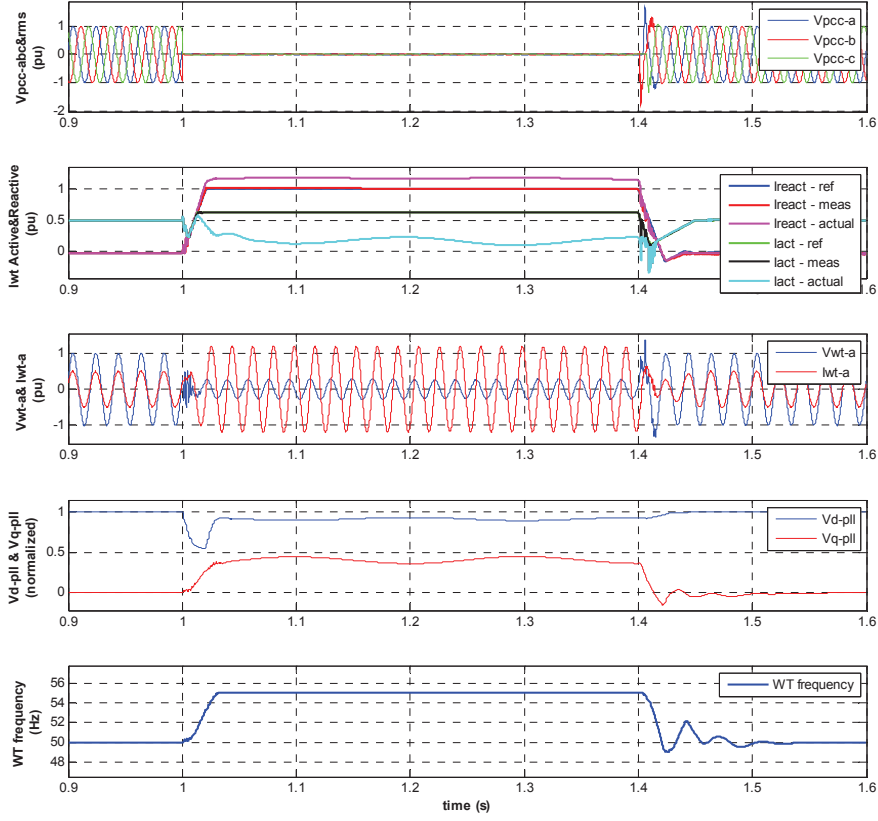 Vpcc-abc&rms
(pu)
1
0
-1
-2
Vpcc-a
Vpcc-b
Vpcc-c
0.9 1 1.1 1.2 1.3 1.4 1.5 1.6
Iwt Active&Reactive
(pu)
1
0.5
0
Ireact - ref
Ireact - meas
Ireact - actual
Iact - ref
Iact - meas
Iact - actual
0.9 1 1.1 1.2 1.3 1.4 1.5 1.6
Vwt-a& Iwt-a
(pu)
1
0
-1
Vwt-a
Iwt-a
0.9 1 1.1 1.2 1.3 1.4 1.5 1.6
Vd-pll & Vq-pll
(normalized)
1
0.5
0
Vd-pll
Vq-pll
0.9 1 1.1 1.2 1.3 1.4 1.5 1.6
WT frequency
(Hz)
56
54
52
50
48
WT frequency
0.9 1 1.1 1.2 1.3 1.4 1.5 1.6
time (s)